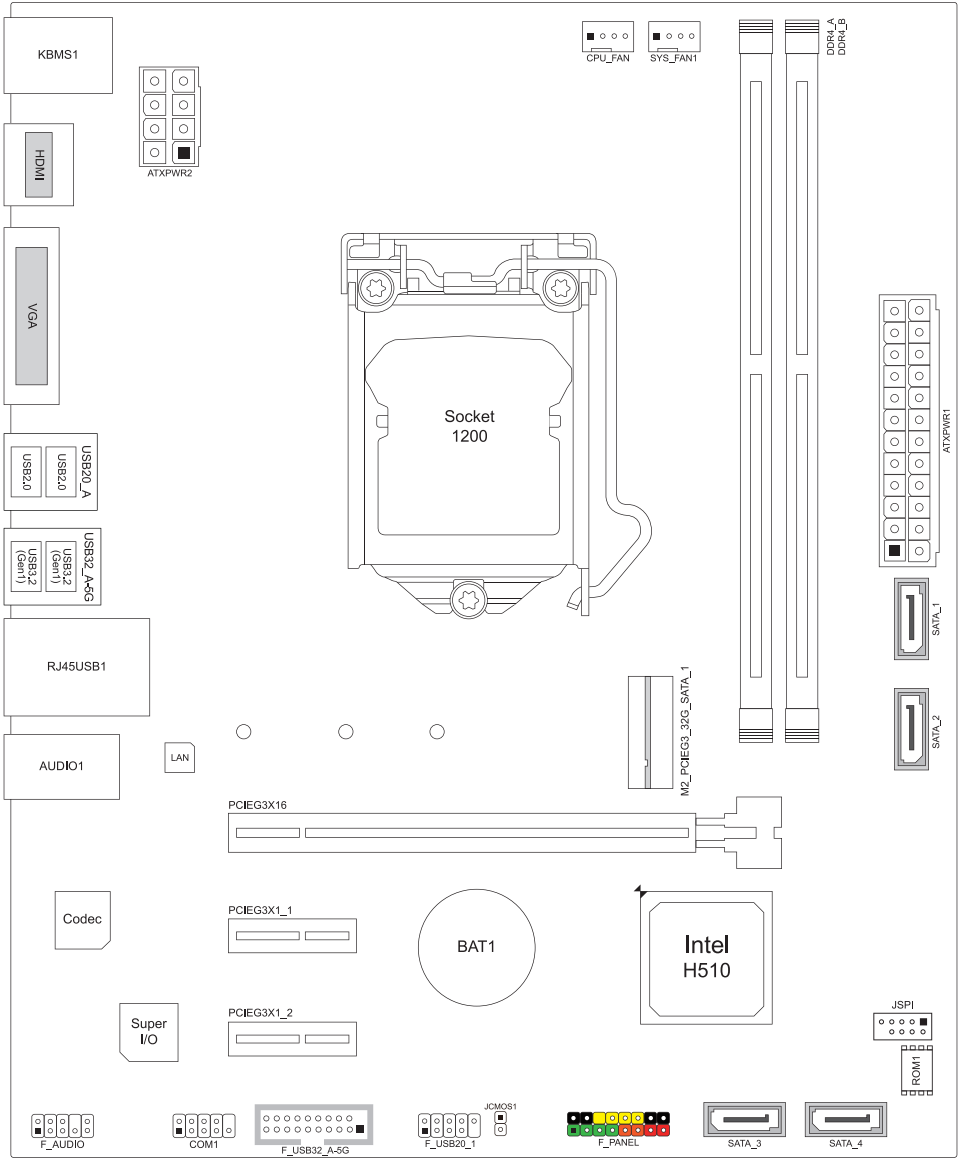 KBMS1
CPU_FAN
SYS_FAN1
DDR4_A
DDR4_B
HDMI
ATXPWR2
VGA
Socket
1200
ATXPWR1
USB2.0
USB2.0
USB20_A
USB3.2
(Gen1)
USB3.2
(Gen1)
USB32_A-5G
SATA_1
RJ45USB1
M2_PCIEG3_32G_SATA_1
SATA_2
LAN
AUDIO1
PCIEG3X16
Codec
PCIEG3X1_1
BAT1
Intel
H510
JSPI
Super
I/O
PCIEG3X1_2
ROM1
JCMOS1
F_AUDIO
COM1
F_USB32_A-5G
F_USB20_1
F_PANEL
SATA_3
SATA_4